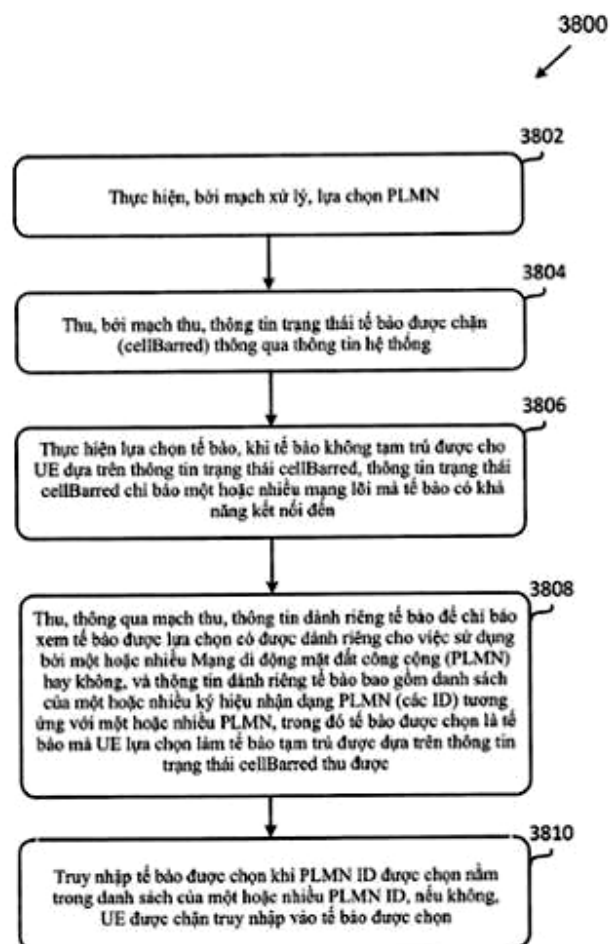 3800
3802
Thực hiện, bởi mạch xử lý, lựa chọn PLMN
3804
Thu, bởi mạch thu, thông tin trạng thái tế bào được chặn
(cellBarred) thông qua thông tin hệ thống
3806
Thực hiện lựa chọn tế bào, khi tế bào không tạm trú được cho
UE dựa trên thông tin trạng thái cellBarred, thông tin trạng thái
cellBarred chỉ báo một hoặc nhiều mạng lõi mà tế bào có khả
năng kết nối đến
3808
Thu, thông qua mạch thu, thông tin dành riêng tế bào để chỉ báo
xem tế bào được lựa chọn có được dành riêng cho việc sử dụng
bởi một hoặc nhiều Mạng di động mặt đất công cộng (PLMN)
hay không, và thông tin dành riêng tế bào bao gồm danh sách
của một hoặc nhiều ký hiệu nhận dạng PLMN (các ID) tương
ứng với một hoặc nhiều PLMN, trong đó tế bào được chọn là tế
bào mà UE lựa chọn làm tế bào tạm trú được dựa trên thông tin
trạng thái cellBarred thu được
3810
Truy nhập tế bào được chọn khi PLMN ID được chọn nằm
trong danh sách của một hoặc nhiều PLMN ID, nếu không,
UE được chặn truy nhập vào tế bào được chọn